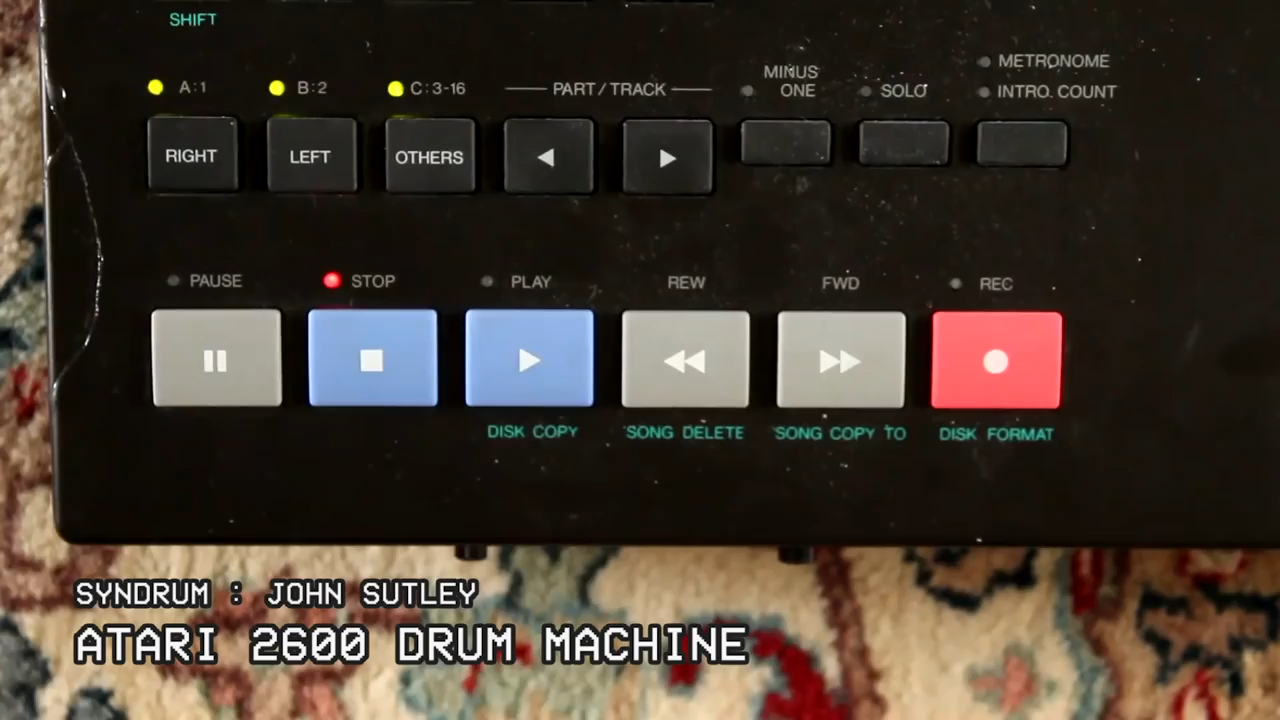 SHIFT
A:1 B:2 C:3-16 PART/TRACK MINUS ONE SOLO METRONOME
INTRO. COUNT
RIGHT LEFT OTHERS
PAUSE STOP PLAY REW FWD REC
DISK COPY SONG DELETE SONG COPY TO DISK FORMAT
SYNDRUM : JOHN SUTLEY
ATARI 2600 DRUM MACHINE